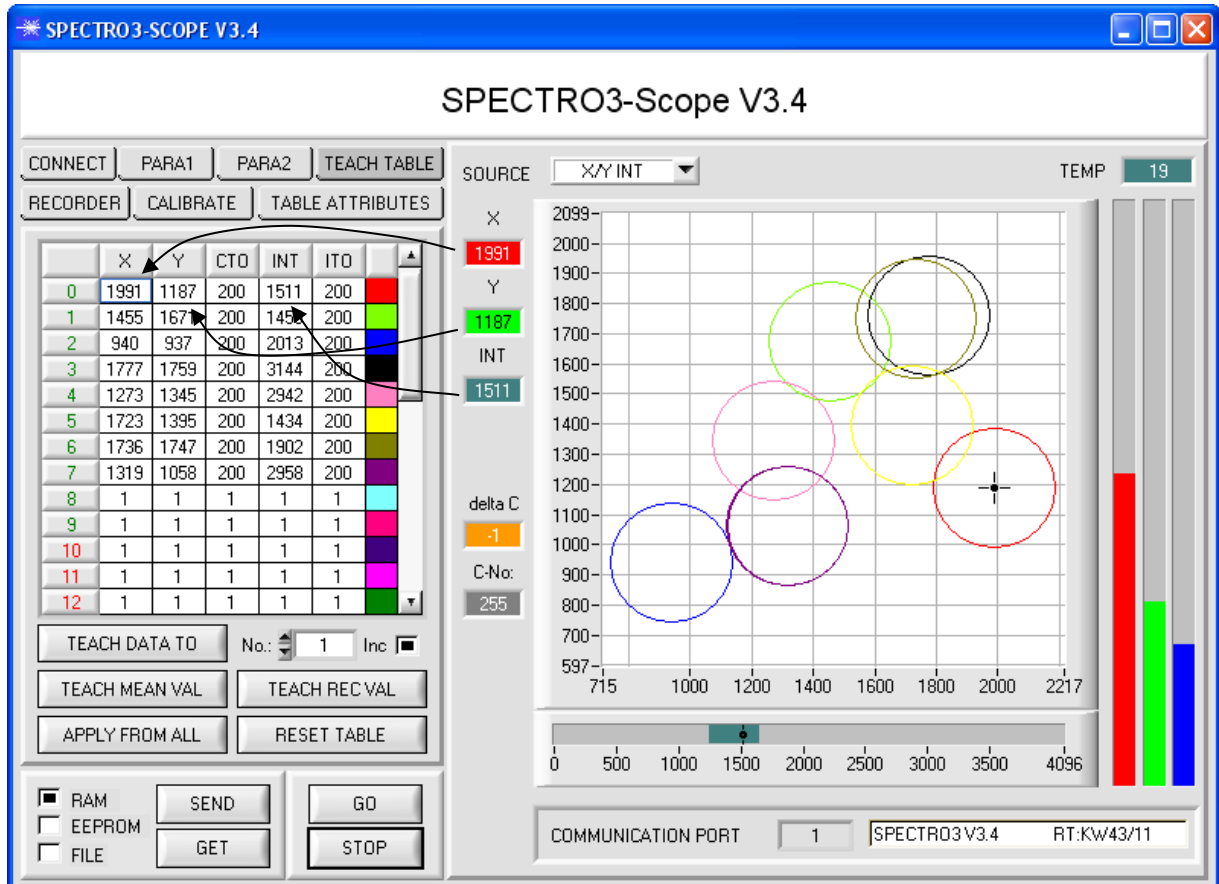 SPECTRO3-SCOPE V3.4
SPECTRO3-Scope V3.4
CONNECT PARA1 PARA2 TEACH TABLE
RECORDER CALIBRATE TABLE ATTRIBUTES
X Y CTO INT ITO
0 1991 1187 200 1511 200
1 1455 1671 200 200
2 940 937 200 2013 200
3 1777 1759 200 3144 200
4 1273 1345 200 2942 200
5 1723 1395 200 1434 200
6 1736 1747 200 1902 200
7 1319 1058 200 2958 200
8 1 1 1 1 1
9 1 1 1 1 1
10 1 1 1 1 1
11 1 1 1 1 1
12 1 1 1 1 1
TEACH DATA TO No.: 1 Inc
TEACH MEAN VAL TEACH REC VAL
APPLY FROM ALL RESET TABLE
RAM
EEPROM
FILE
SEND
GET
GO
STOP
SOURCE X/Y INT
TEMP 19
X
1991
Y
1187
INT
1511
delta C
-1
C-No:
255
2099
2000
1900
1800
1700
1600
1500
1400
1300
1200
1100
1000
900
800
700
597
715 1000 1200 1400 1600 1800 2000 2217
0 500 1000 1500 2000 2500 3000 3500 4096
COMMUNICATION PORT 1 SPECTRO3 V3.4 RT:KW43/11